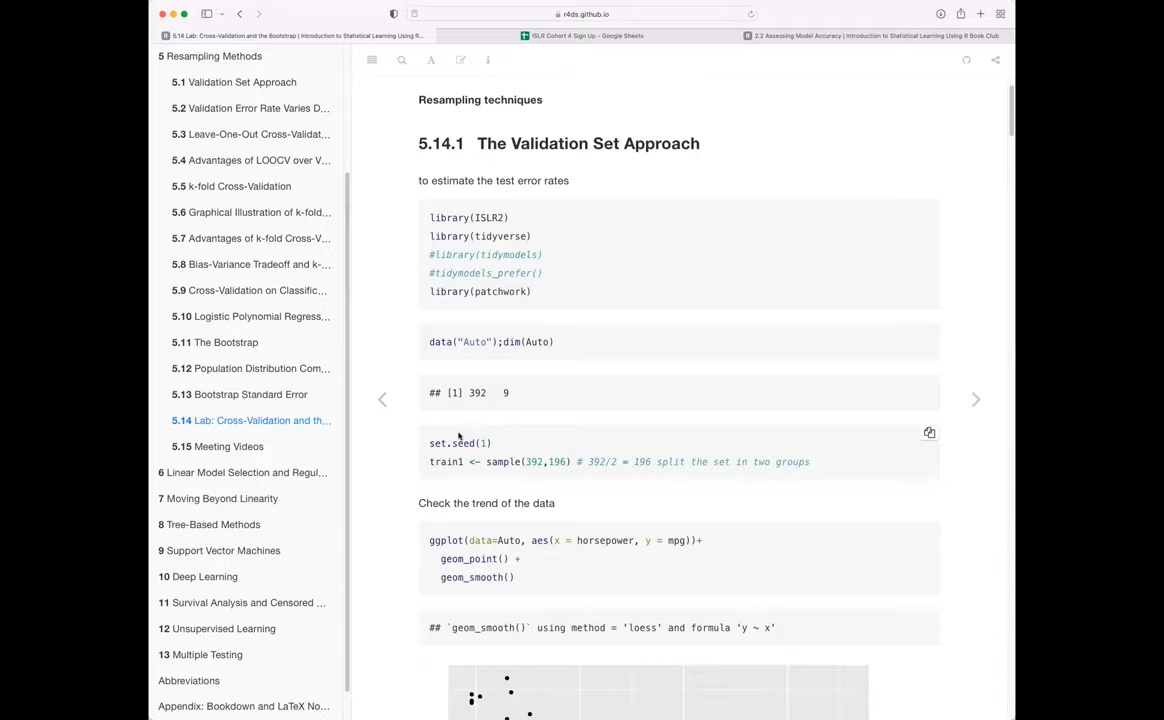 r4ds.github.io
5.14 Lab: Cross-Validation and the Bootstrap | Introduction to Statistical Learning Using R...
ISLR Cohort 4 Sign Up - Google Sheets
2.2 Assessing Model Accuracy | Introduction to Statistical Learning Using R Book Club
5 Resampling Methods
5.1 Validation Set Approach
5.2 Validation Error Rate Varies D...
5.3 Leave-One-Out Cross-Validat...
5.4 Advantages of LOOCV over V...
5.5 k-fold Cross-Validation
5.6 Graphical Illustration of k-fold...
5.7 Advantages of k-fold Cross-V...
5.8 Bias-Variance Tradeoff and k-...
5.9 Cross-Validation on Classific...
5.10 Logistic Polynomial Regress...
5.11 The Bootstrap
5.12 Population Distribution Com...
5.13 Bootstrap Standard Error
5.14 Lab: Cross-Validation and th...
5.15 Meeting Videos
6 Linear Model Selection and Regul...
7 Moving Beyond Linearity
8 Tree-Based Methods
9 Support Vector Machines
10 Deep Learning
11 Survival Analysis and Censored ...
12 Unsupervised Learning
13 Multiple Testing
Abbreviations
Appendix: Bookdown and LaTeX No...
Resampling techniques
5.14.1 The Validation Set Approach
to estimate the test error rates
library(ISLR2)
library(tidyverse)
#library(tidymodels)
#tidymodels_prefer()
library(patchwork)
data("Auto");dim(Auto)
## [1] 392 9
set.seed(1)
train1 <- sample(392,196) # 392/2 = 196 split the set in two groups
Check the trend of the data
ggplot(data=Auto, aes(x = horsepower, y = mpg))+
geom_point() +
geom_smooth()
## `geom_smooth()` using method = 'loess' and formula 'y ~ x'